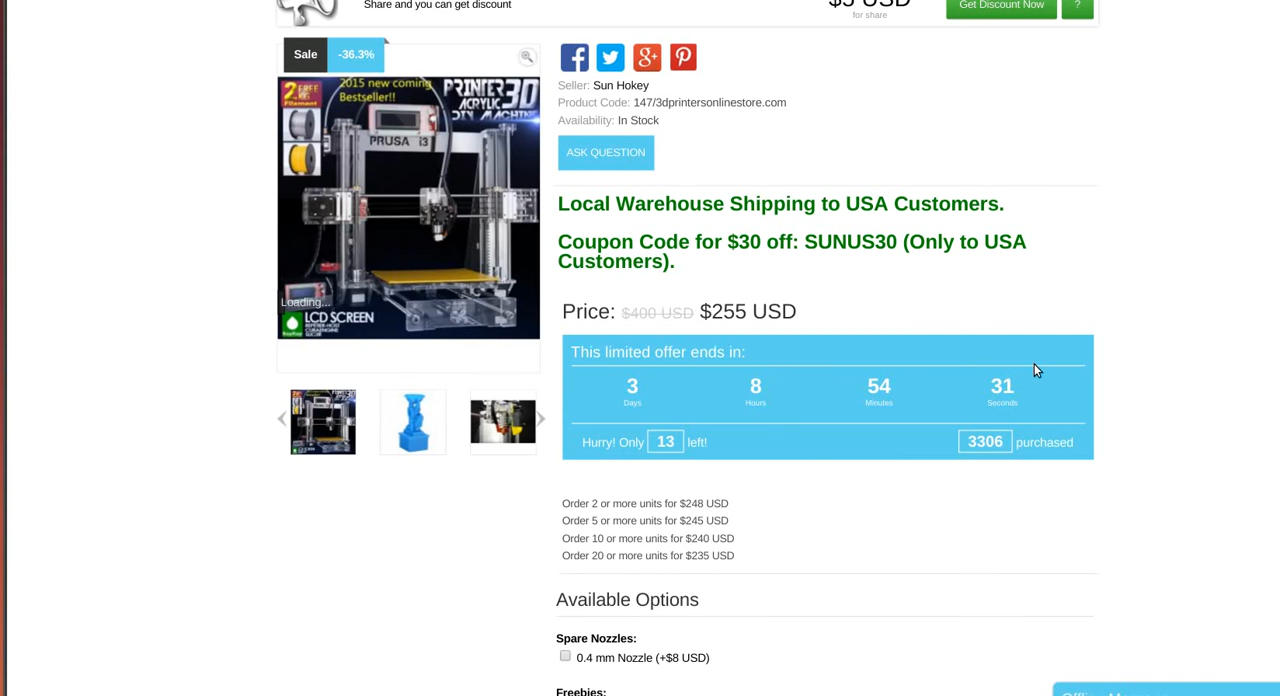 Share and you can get discount
$5 USD
for share
Get Discount Now
?
Sale
-36.3%
2 FREE
Filament
2015 new coming
Bestseller!!
PRINTER 3D
ACRYLIC
DIY MACHINE
PRUSA i3
Loading...
LCD SCREEN
Seller: Sun Hokey
Product Code: 147/3dprintersonlinestore.com
Availability: In Stock
ASK QUESTION
Local Warehouse Shipping to USA Customers.
Coupon Code for $30 off: SUNUS30 (Only to USA
Customers).
Price: $400 USD $255 USD
This limited offer ends in:
3 8 54 31
Days Hours Minutes Seconds
Hurry! Only 13 left! 3306 purchased
Order 2 or more units for $248 USD
Order 5 or more units for $245 USD
Order 10 or more units for $240 USD
Order 20 or more units for $235 USD
Available Options
Spare Nozzles:
0.4 mm Nozzle (+$8 USD)
Freebies: